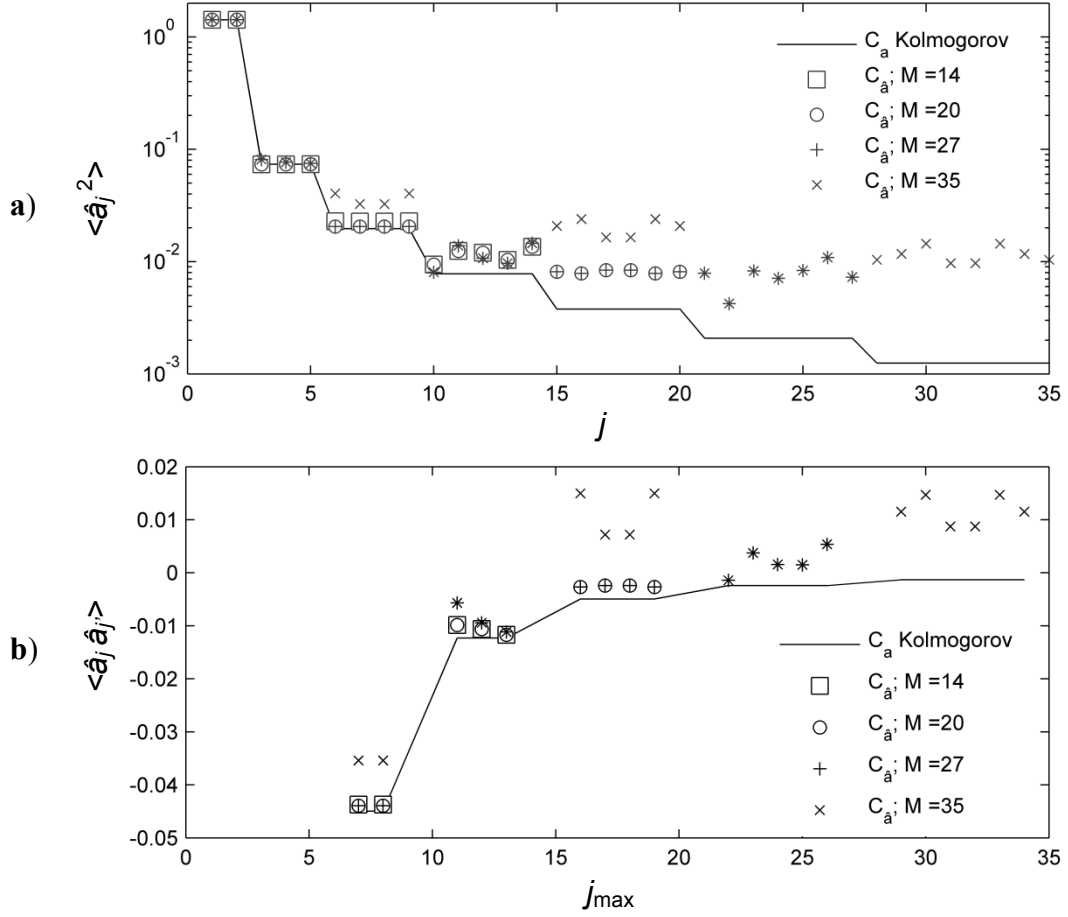 a)
<â_j ²>
10⁰
10⁻¹
10⁻²
10⁻³
C_a Kolmogorov
C_â; M =14
C_â; M =20
C_â; M =27
C_â; M =35
0 5 10 15 20 25 30 35
j
b)
<â_j â_j'>
0.02
0.01
0
-0.01
-0.02
-0.03
-0.04
-0.05
C_a Kolmogorov
C_â; M =14
C_â; M =20
C_â; M =27
C_â; M =35
0 5 10 15 20 25 30 35
j_max